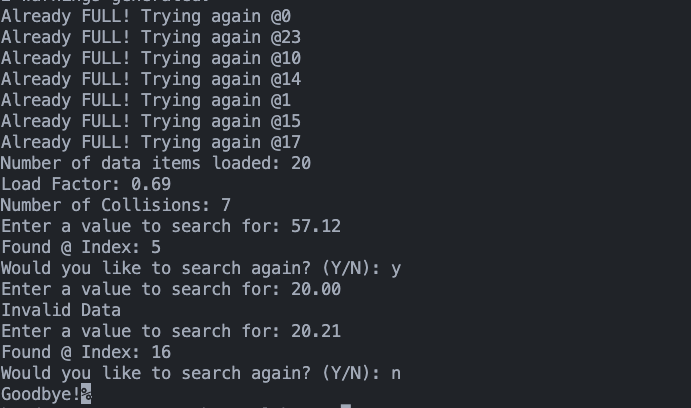 Already FULL! Trying again @0
Already FULL! Trying again @23
Already FULL! Trying again @10
Already FULL! Trying again @14
Already FULL! Trying again @1
Already FULL! Trying again @15
Already FULL! Trying again @17
Number of data items loaded: 20
Load Factor: 0.69
Number of Collisions: 7
Enter a value to search for: 57.12
Found @ Index: 5
Would you like to search again? (Y/N): y
Enter a value to search for: 20.00
Invalid Data
Enter a value to search for: 20.21
Found @ Index: 16
Would you like to search again? (Y/N): n
Goodbye!%